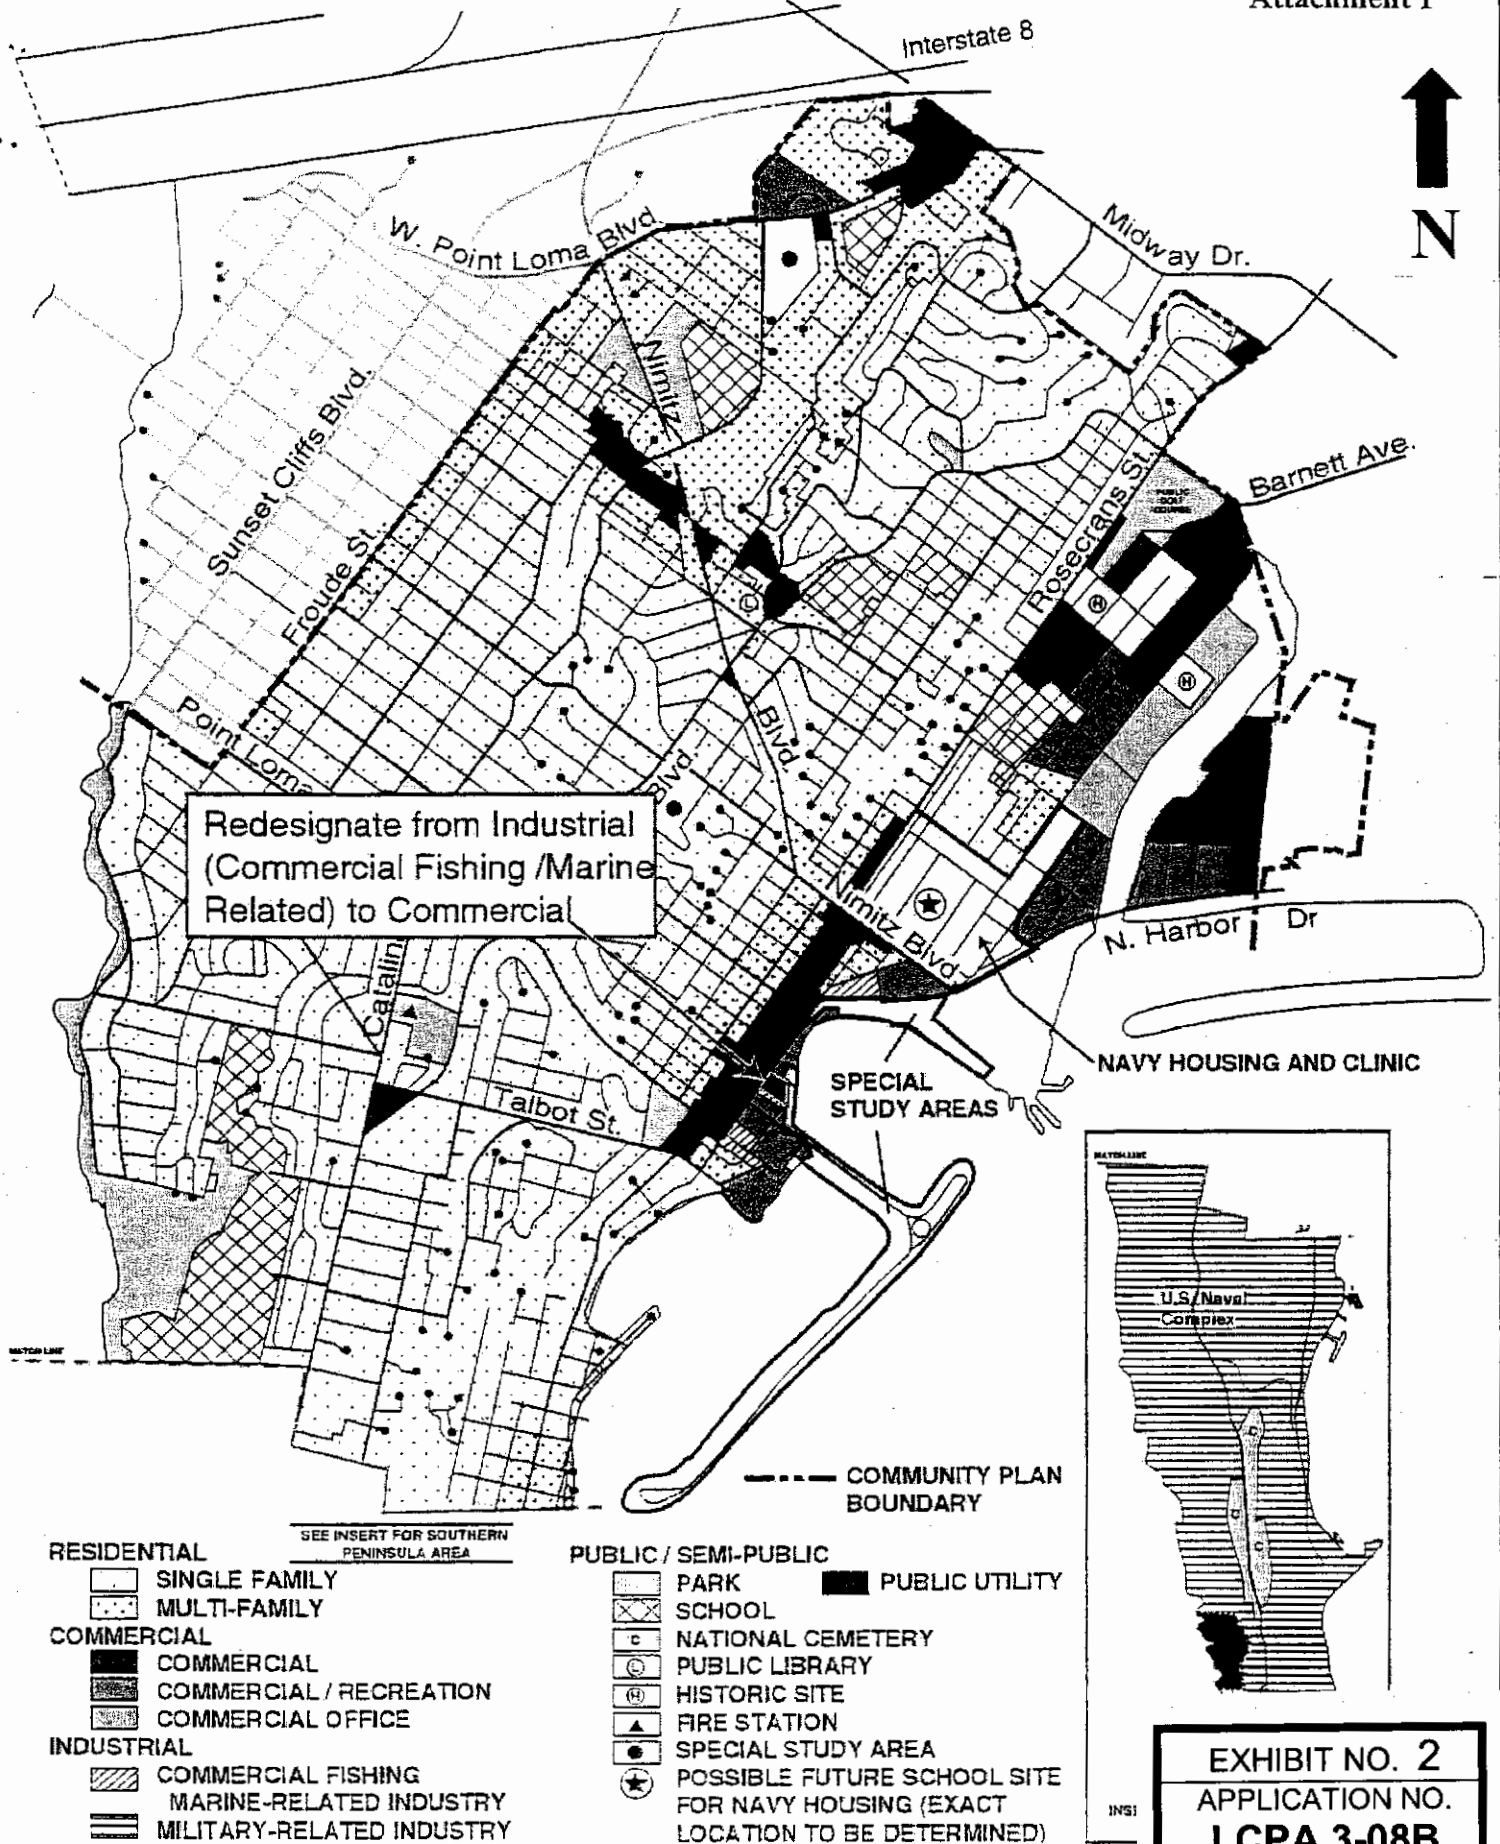 Attachment 1
Interstate 8
N
W. Point Loma Blvd.
Midway Dr.
Nimitz
Sunset Cliffs Blvd.
Froude St.
Rosecrans St.
Barnett Ave.
PUBLIC
GOLF
COURSE
L
H
H
Point Loma
Blvd.
Blvd.
Redesignate from Industrial
(Commercial Fishing /Marine
Related) to Commercial
Nimitz Blvd.
N. Harbor Dr
Catalin
NAVY HOUSING AND CLINIC
SPECIAL
STUDY AREAS
Talbot St.
MATCH LINE
U.S. Naval
Complex
C
C
C
MATCH LINE
COMMUNITY PLAN
BOUNDARY
SEE INSERT FOR SOUTHERN
PENINSULA AREA
RESIDENTIAL
SINGLE FAMILY
MULTI-FAMILY
COMMERCIAL
COMMERCIAL
COMMERCIAL / RECREATION
COMMERCIAL OFFICE
INDUSTRIAL
COMMERCIAL FISHING
MARINE-RELATED INDUSTRY
MILITARY-RELATED INDUSTRY
PUBLIC / SEMI-PUBLIC
PARK
PUBLIC UTILITY
SCHOOL
C NATIONAL CEMETERY
L PUBLIC LIBRARY
H HISTORIC SITE
FIRE STATION
SPECIAL STUDY AREA
POSSIBLE FUTURE SCHOOL SITE
FOR NAVY HOUSING (EXACT
LOCATION TO BE DETERMINED)
INSI
EXHIBIT NO. 2
APPLICATION NO.
LCPA 3-08B